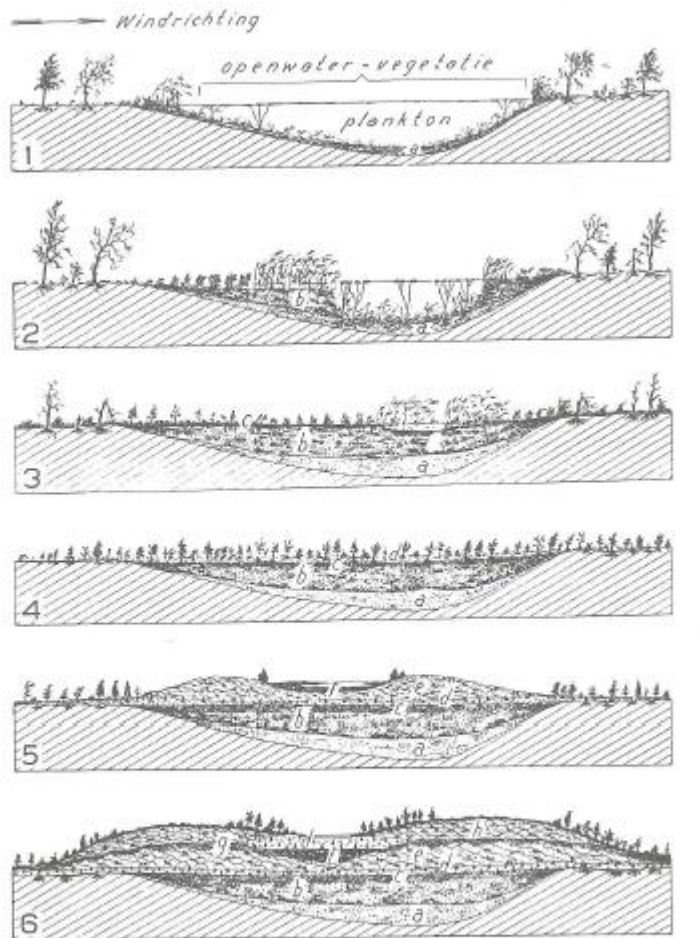 Windrichting
openwater-vegetatie
plankton
a
1
b
a
2
c
b
a
3
d
b c
a
4
f
e
d
b
a
5
h
g
e d
b
a
6